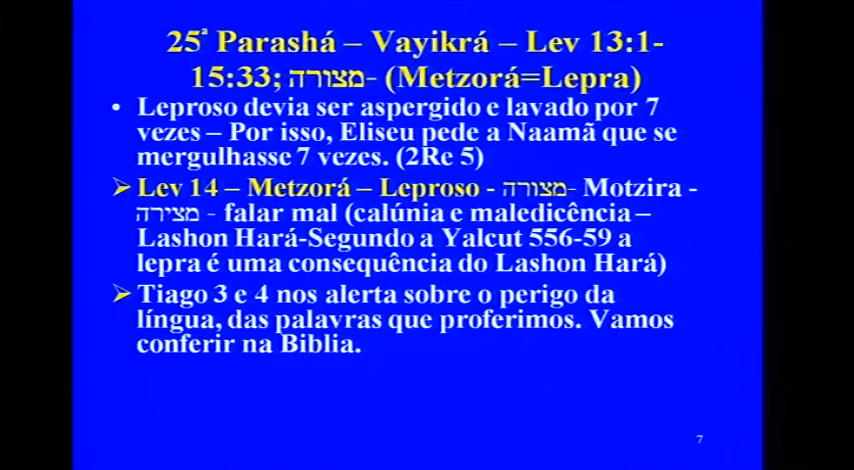 25ª Parashá – Vayikrá – Lev 13:1-
15:33; מצורה- (Metzorá=Lepra)
• Leproso devia ser aspergido e lavado por 7
vezes – Por isso, Eliseu pede a Naamã que se
mergulhasse 7 vezes. (2Re 5)
➢ Lev 14 – Metzorá – Leproso - מצורה- Motzira -
מצירה - falar mal (calúnia e maledicência –
Lashon Hará-Segundo a Yalcut 556-59 a
lepra é uma consequência do Lashon Hará)
➢ Tiago 3 e 4 nos alerta sobre o perigo da
língua, das palavras que proferimos. Vamos
conferir na Biblia.
7